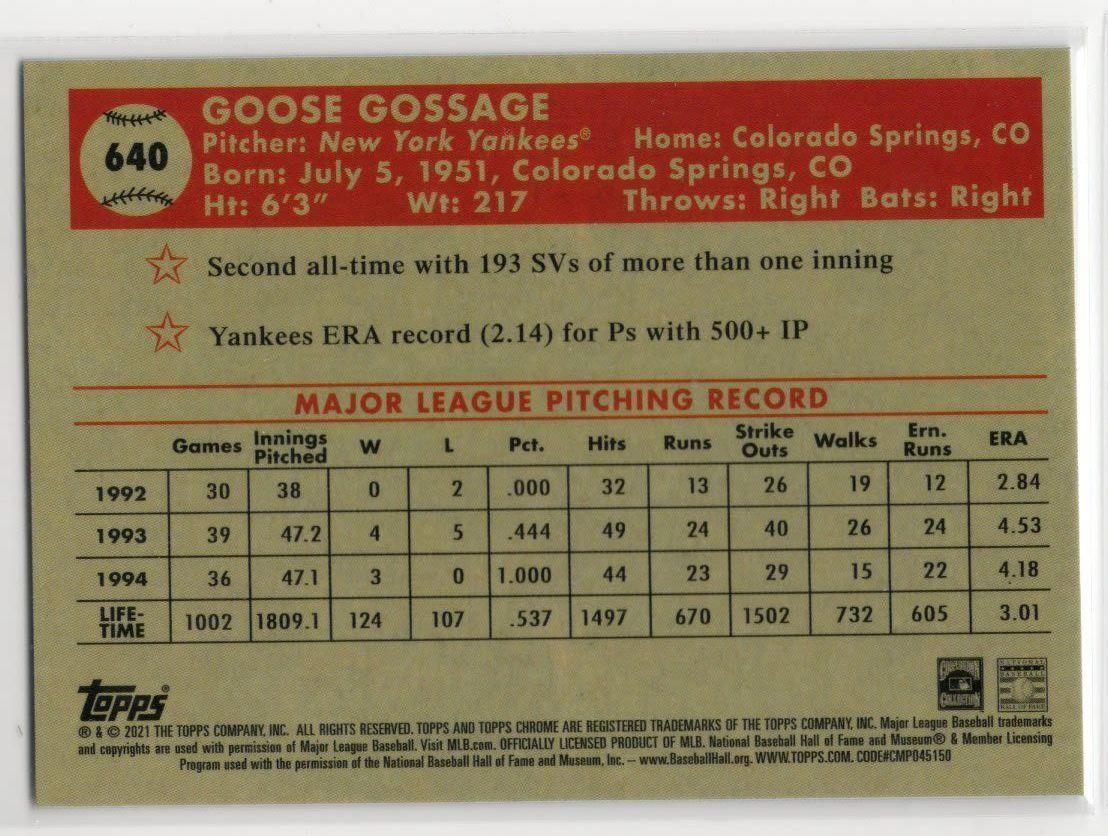 640
GOOSE GOSSAGE
Pitcher: New York Yankees® Home: Colorado Springs, CO
Born: July 5, 1951, Colorado Springs, CO
Ht: 6'3" Wt: 217 Throws: Right Bats: Right
Second all-time with 193 SVs of more than one inning
Yankees ERA record (2.14) for Ps with 500+ IP
MAJOR LEAGUE PITCHING RECORD
Games Innings Pitched W L Pct. Hits Runs Strike Outs Walks Ern. Runs ERA
1992 30 38 0 2 .000 32 13 26 19 12 2.84
1993 39 47.2 4 5 .444 49 24 40 26 24 4.53
1994 36 47.1 3 0 1.000 44 23 29 15 22 4.18
LIFE-TIME 1002 1809.1 124 107 .537 1497 670 1502 732 605 3.01
COOPERSTOWN COLLECTION
NATIONAL BASEBALL HALL OF FAME
Topps®
® & © 2021 THE TOPPS COMPANY, INC. ALL RIGHTS RESERVED. TOPPS AND TOPPS CHROME ARE REGISTERED TRADEMARKS OF THE TOPPS COMPANY, INC. Major League Baseball trademarks
and copyrights are used with permission of Major League Baseball. Visit MLB.com. OFFICIALLY LICENSED PRODUCT OF MLB. National Baseball Hall of Fame and Museum® & Member Licensing
Program used with the permission of the National Baseball Hall of Fame and Museum, Inc. – www.BaseballHall.org. WWW.TOPPS.COM. CODE#CMP045150